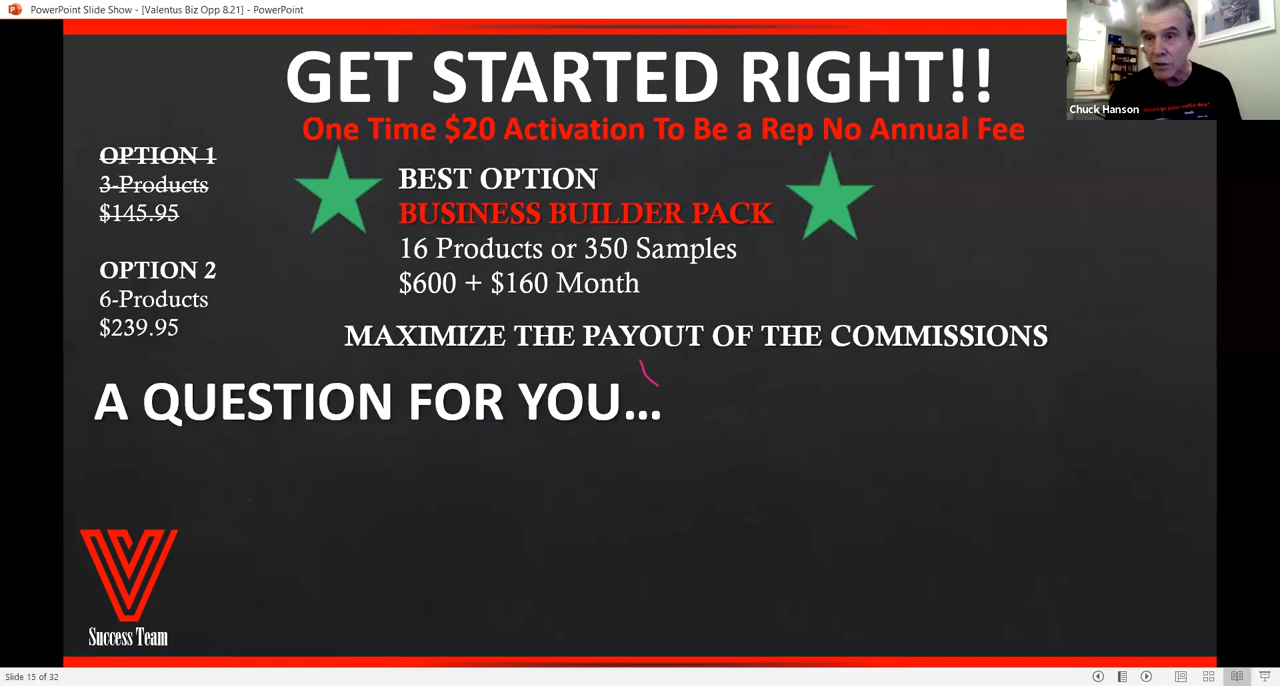 PowerPoint Slide Show - [Valentus Biz Opp 8.21] - PowerPoint
GET STARTED RIGHT!!
One Time $20 Activation To Be a Rep No Annual Fee
OPTION 1
3-Products
$145.95
OPTION 2
6-Products
$239.95
BEST OPTION
BUSINESS BUILDER PACK
16 Products or 350 Samples
$600 + $160 Month
MAXIMIZE THE PAYOUT OF THE COMMISSIONS
A QUESTION FOR YOU...
Success Team
Chuck Hanson
Slide 15 of 32